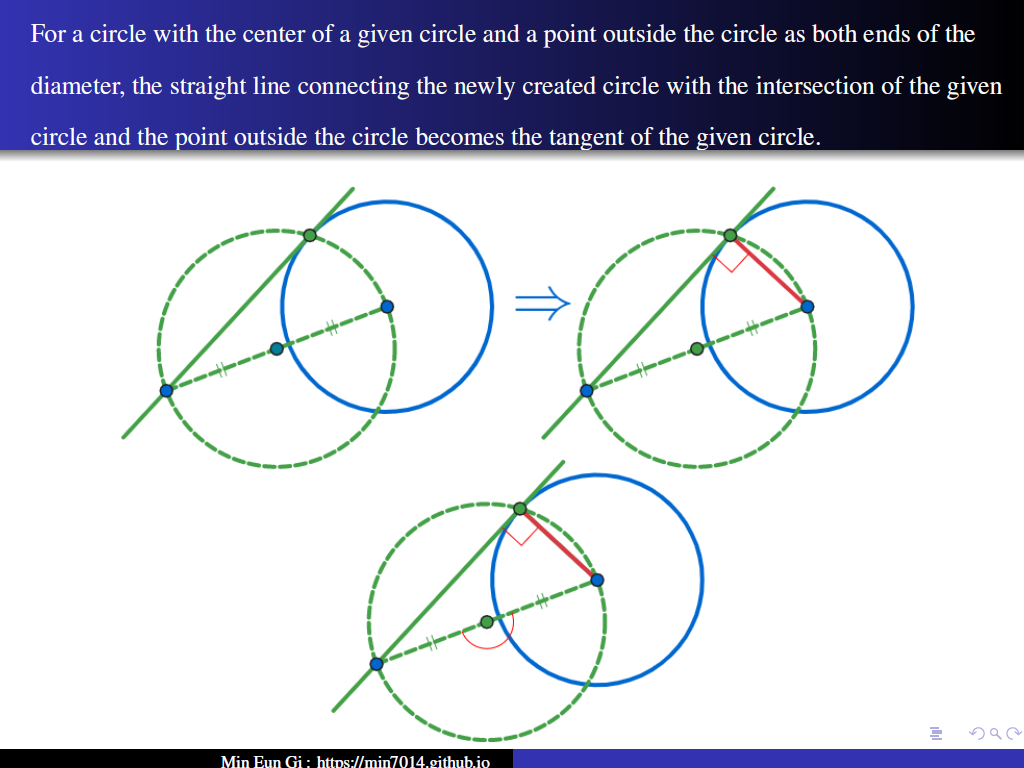 For a circle with the center of a given circle and a point outside the circle as both ends of the
diameter, the straight line connecting the newly created circle with the intersection of the given
circle and the point outside the circle becomes the tangent of the given circle.
Min Eun Gi : https://min7014.github.io